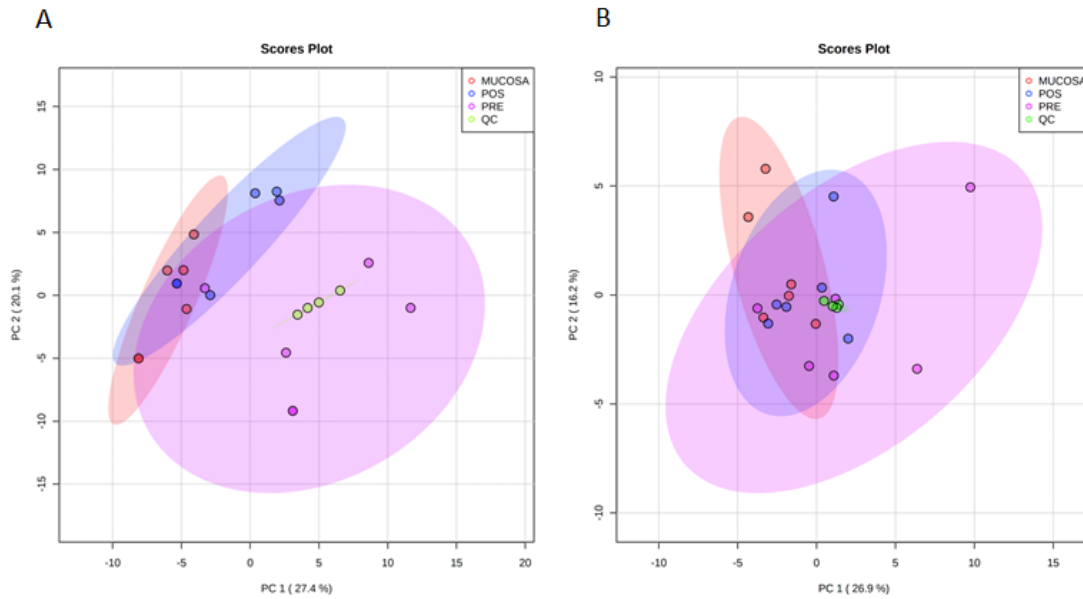 A
Scores Plot
MUCOSA
POS
PRE
QC
PC 2 ( 20.1 %)
15
10
5
0
-5
-10
-15
-10
-5
0
5
10
15
20
PC 1 ( 27.4 %)
B
Scores Plot
MUCOSA
POS
PRE
QC
PC 2 ( 16.2 %)
10
5
0
-5
-10
-10
-5
0
5
10
15
PC 1 ( 26.9 %)